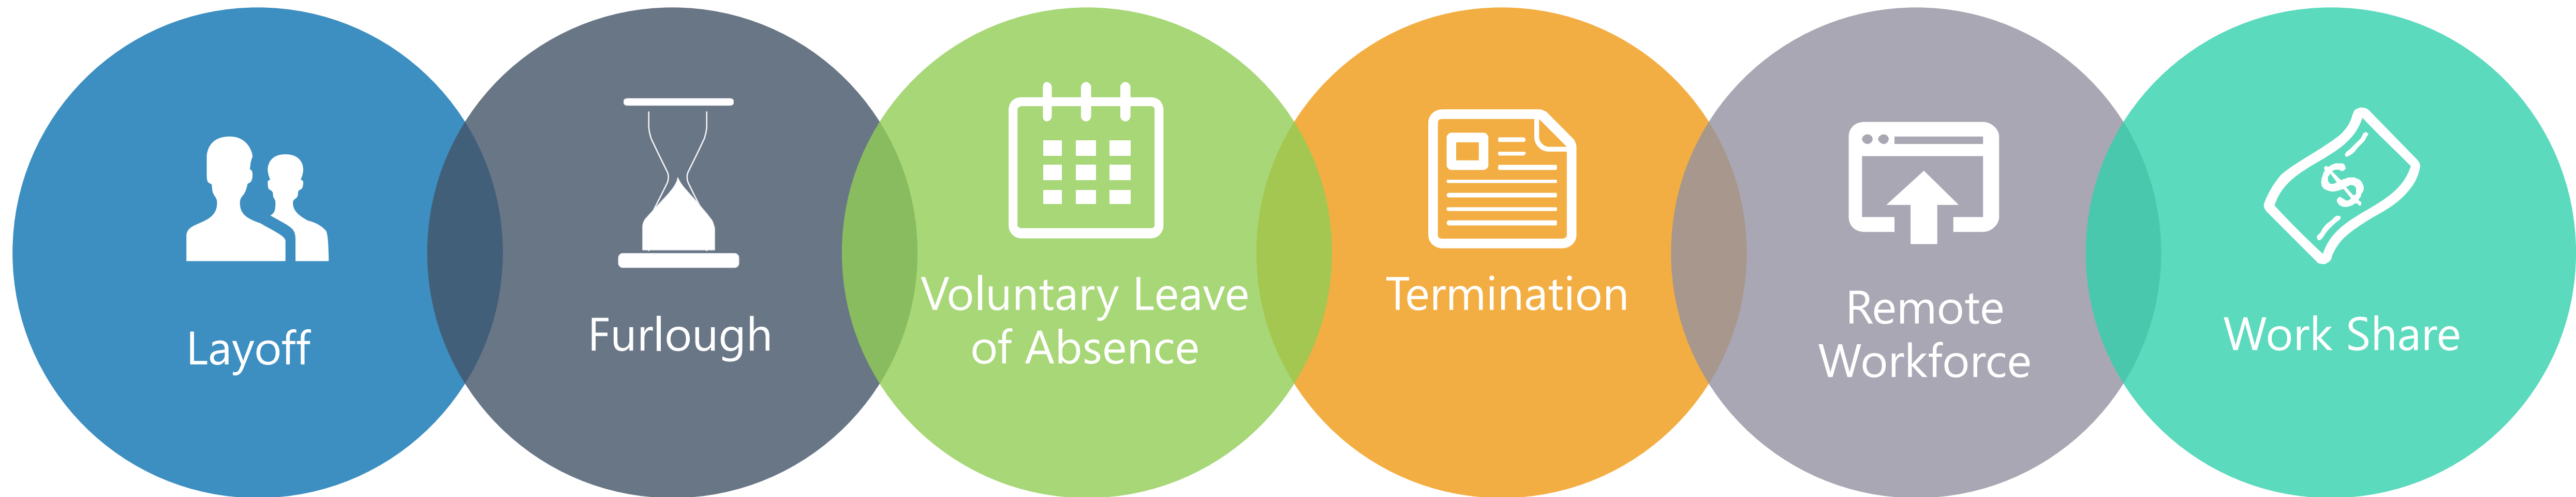 Layoff
Furlough
Voluntary Leave
of Absence
Termination
Remote
Workforce
$
Work Share